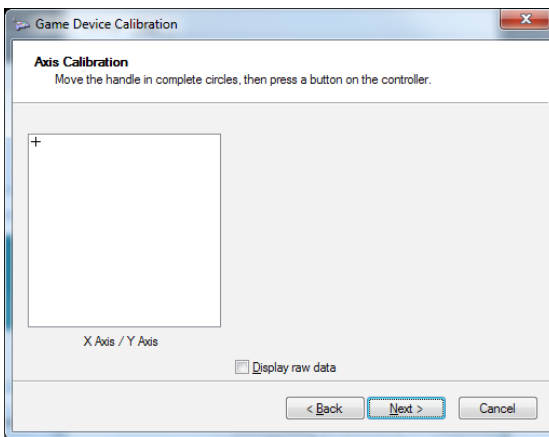 Game Device Calibration
Axis Calibration
Move the handle in complete circles, then press a button on the controller.
X Axis / Y Axis
Display raw data
< Back Next > Cancel